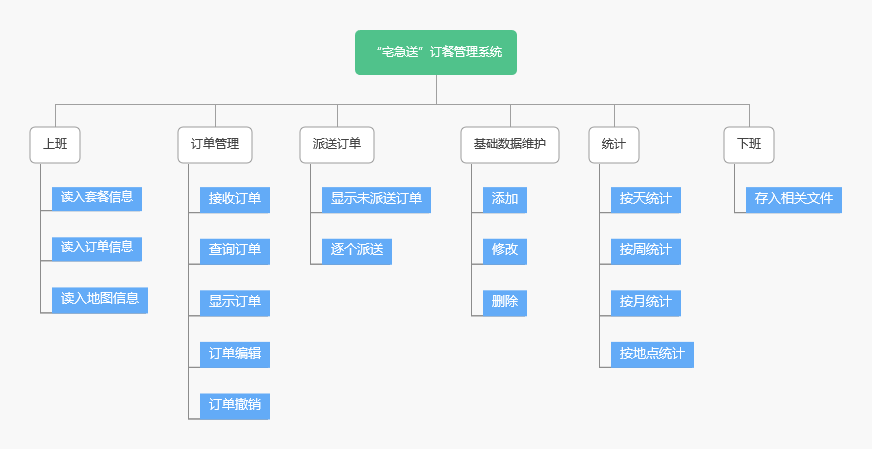 “宅急送”订餐管理系统
上班
订单管理
派送订单
基础数据维护
统计
下班
读入套餐信息
接收订单
显示未派送订单
添加
按天统计
存入相关文件
读入订单信息
查询订单
逐个派送
修改
按周统计
读入地图信息
显示订单
删除
按月统计
订单编辑
按地点统计
订单撤销